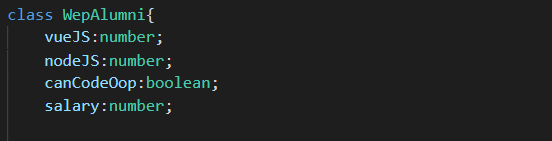 class WepAlumni{
vueJS:number;
nodeJS:number;
canCodeOop:boolean;
salary:number;